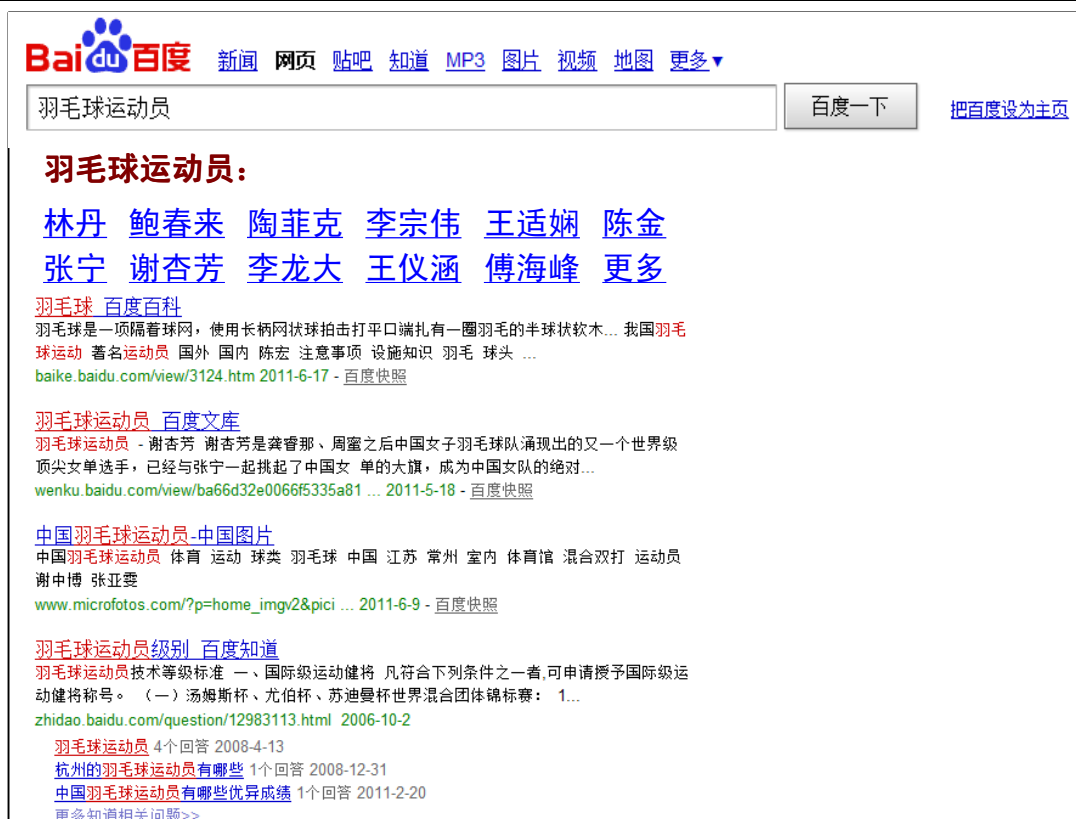 Bai du 百度 新闻 网页 贴吧 知道 MP3 图片 视频 地图 更多▼
羽毛球运动员 百度一下 把百度设为主页
羽毛球运动员：
林丹 鲍春来 陶菲克 李宗伟 王适娴 陈金
张宁 谢杏芳 李龙大 王仪涵 傅海峰 更多
羽毛球_百度百科
羽毛球是一项隔着球网，使用长柄网状球拍击打平口端扎有一圈羽毛的半球状软木... 我国羽毛
球运动 著名运动员 国外 国内 陈宏 注意事项 设施知识 羽毛 球头 ...
baike.baidu.com/view/3124.htm 2011-6-17 - 百度快照
羽毛球运动员_百度文库
羽毛球运动员 - 谢杏芳 谢杏芳是龚睿那、周蜜之后中国女子羽毛球队涌现出的又一个世界级
顶尖女单选手，已经与张宁一起挑起了中国女 单的大旗，成为中国女队的绝对...
wenku.baidu.com/view/ba66d32e0066f5335a81 ... 2011-5-18 - 百度快照
中国羽毛球运动员-中国图片
中国羽毛球运动员 体育 运动 球类 羽毛球 中国 江苏 常州 室内 体育馆 混合双打 运动员
谢中博 张亚雯
www.microfotos.com/?p=home_imgv2&pici ... 2011-6-9 - 百度快照
羽毛球运动员级别_百度知道
羽毛球运动员技术等级标准 一、国际级运动健将 凡符合下列条件之一者,可申请授予国际级运
动健将称号。 （一）汤姆斯杯、尤伯杯、苏迪曼杯世界混合团体锦标赛： 1...
zhidao.baidu.com/question/12983113.html 2006-10-2
羽毛球运动员 4个回答 2008-4-13
杭州的羽毛球运动员有哪些 1个回答 2008-12-31
中国羽毛球运动员有哪些优异成绩 1个回答 2011-2-20
更多知道相关问题>>